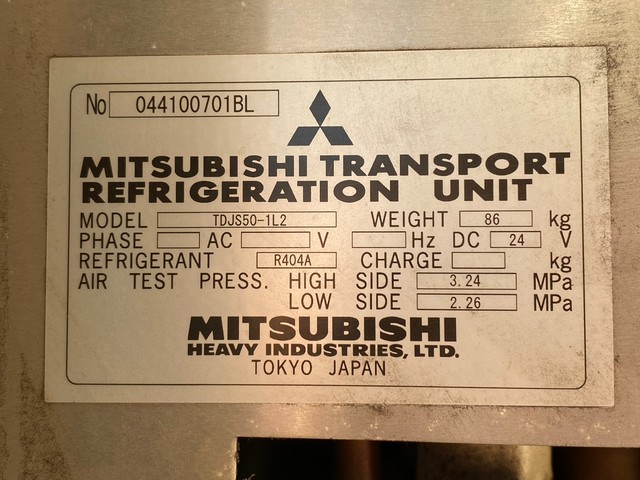 No 044100701BL
MITSUBISHI TRANSPORT
REFRIGERATION UNIT
MODEL TDJS50-1L2 WEIGHT 86 kg
PHASE AC V Hz DC 24 V
REFRIGERANT R404A CHARGE kg
AIR TEST PRESS. HIGH SIDE 3.24 MPa
LOW SIDE 2.26 MPa
MITSUBISHI
HEAVY INDUSTRIES, LTD.
TOKYO JAPAN